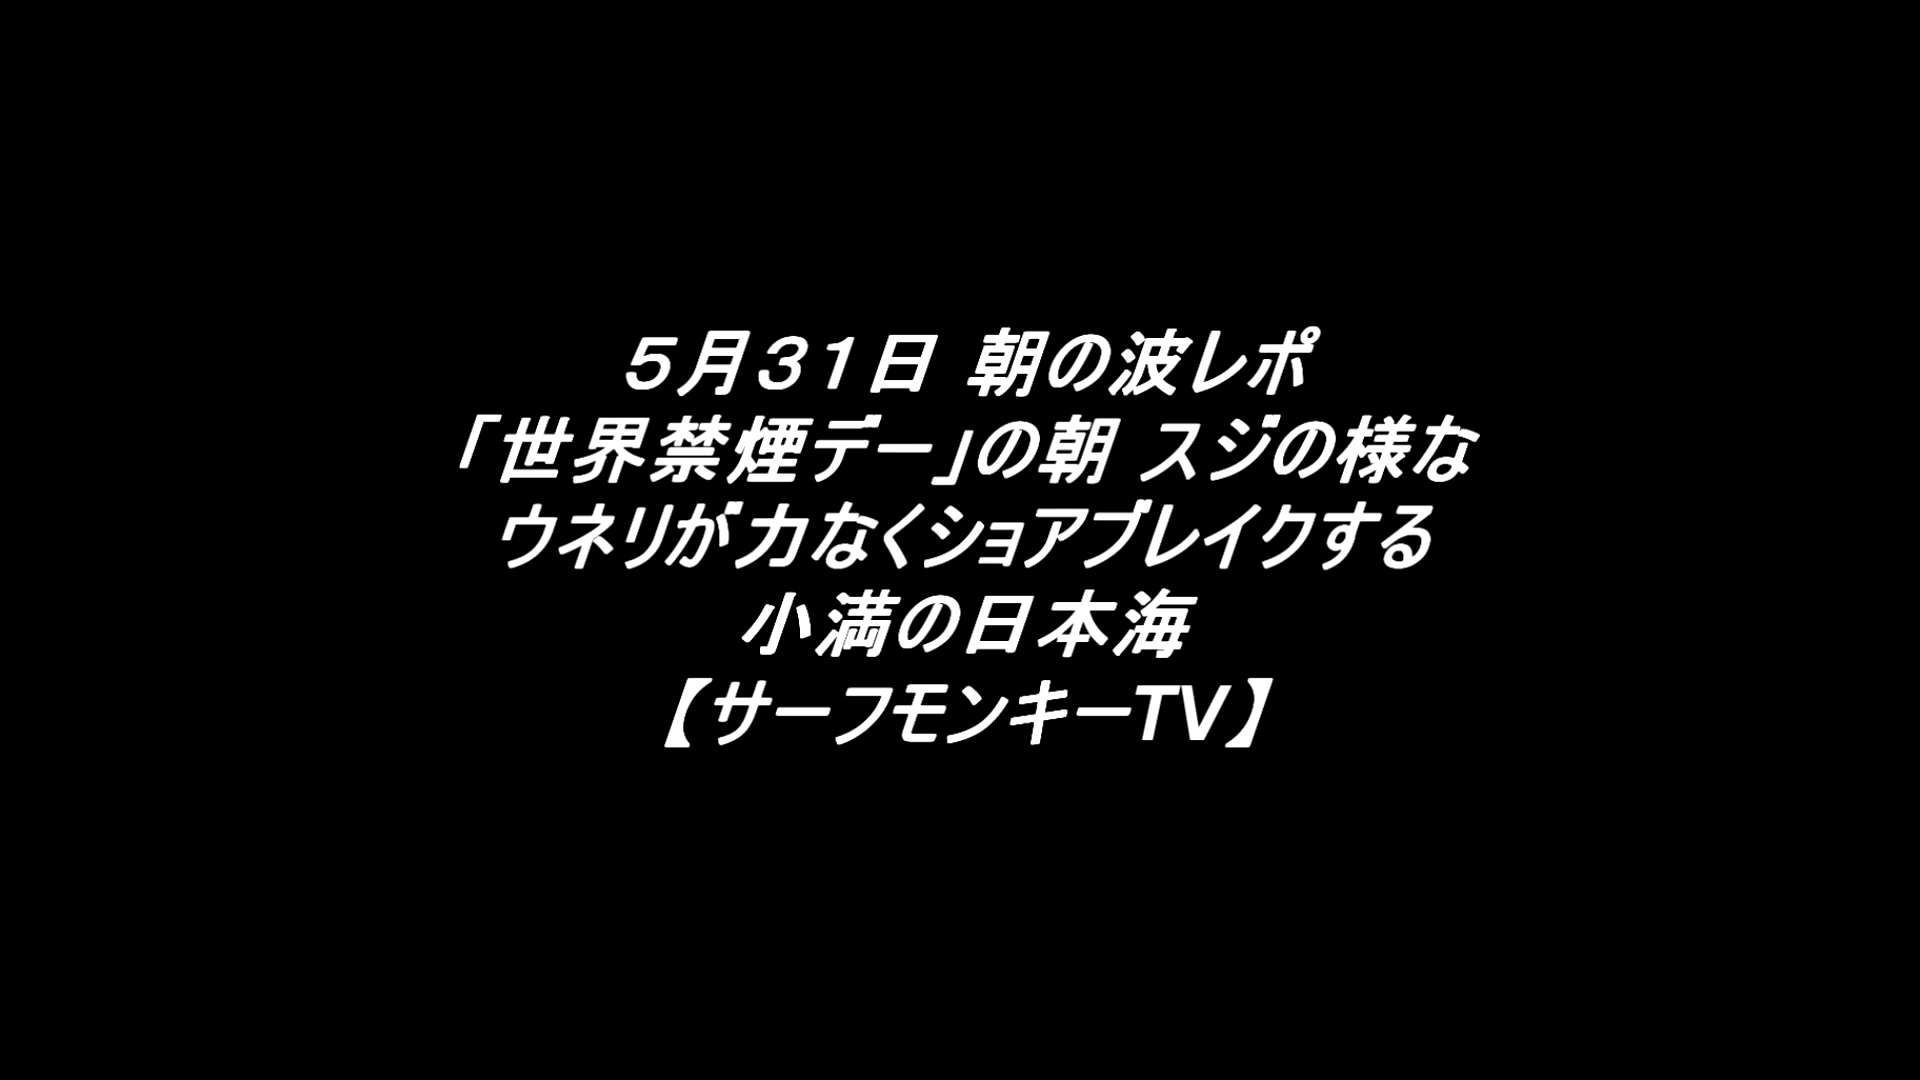 ５月３１日 朝の波レポ
「世界禁煙デー」の朝 スジの様な
ウネリが力なくショアブレイクする
小満の日本海
【サーフモンキーTV】